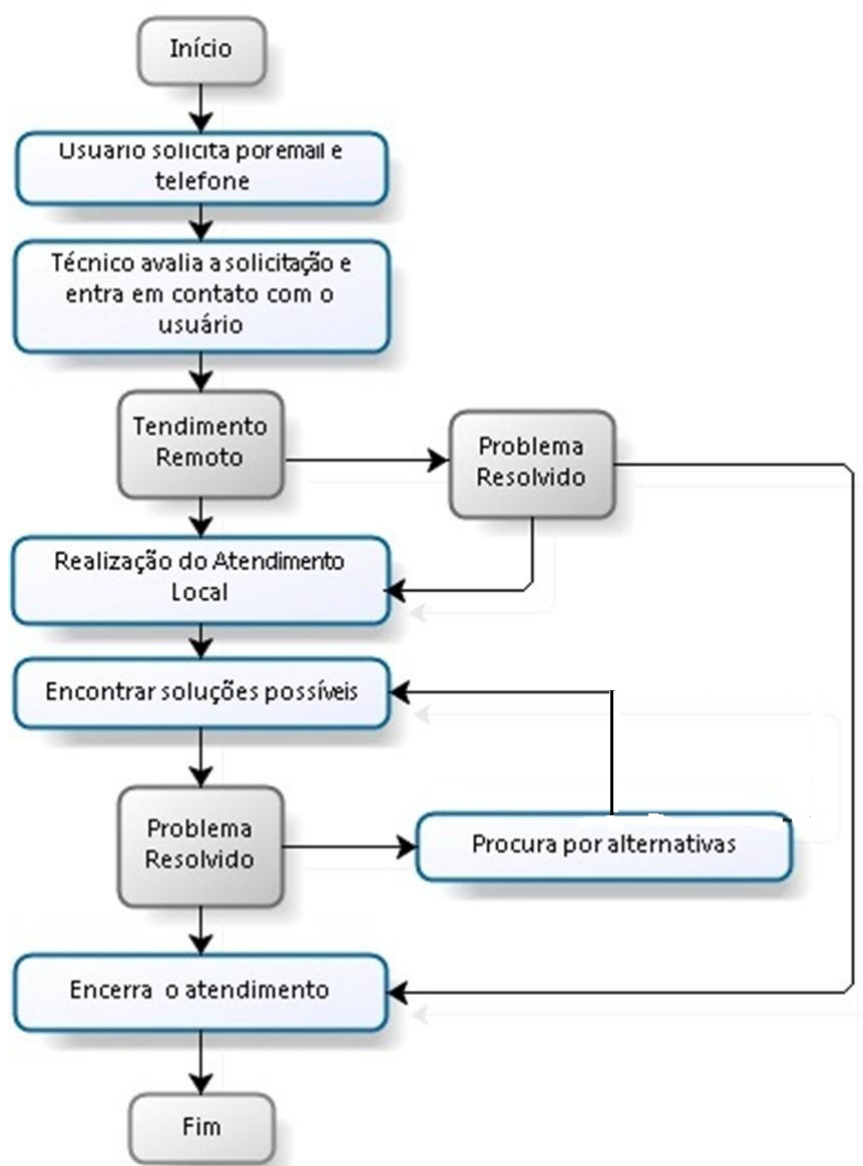 Início
Usuario solicita por email e
telefone
Técnico avalia a solicitação e
entra em contato com o
usuário
Tendimento
Remoto
Problema
Resolvido
Realização do Atendimento
Local
Encontrar soluções possíveis
Problema
Resolvido
Procura por alternativas
Encerra o atendimento
Fim